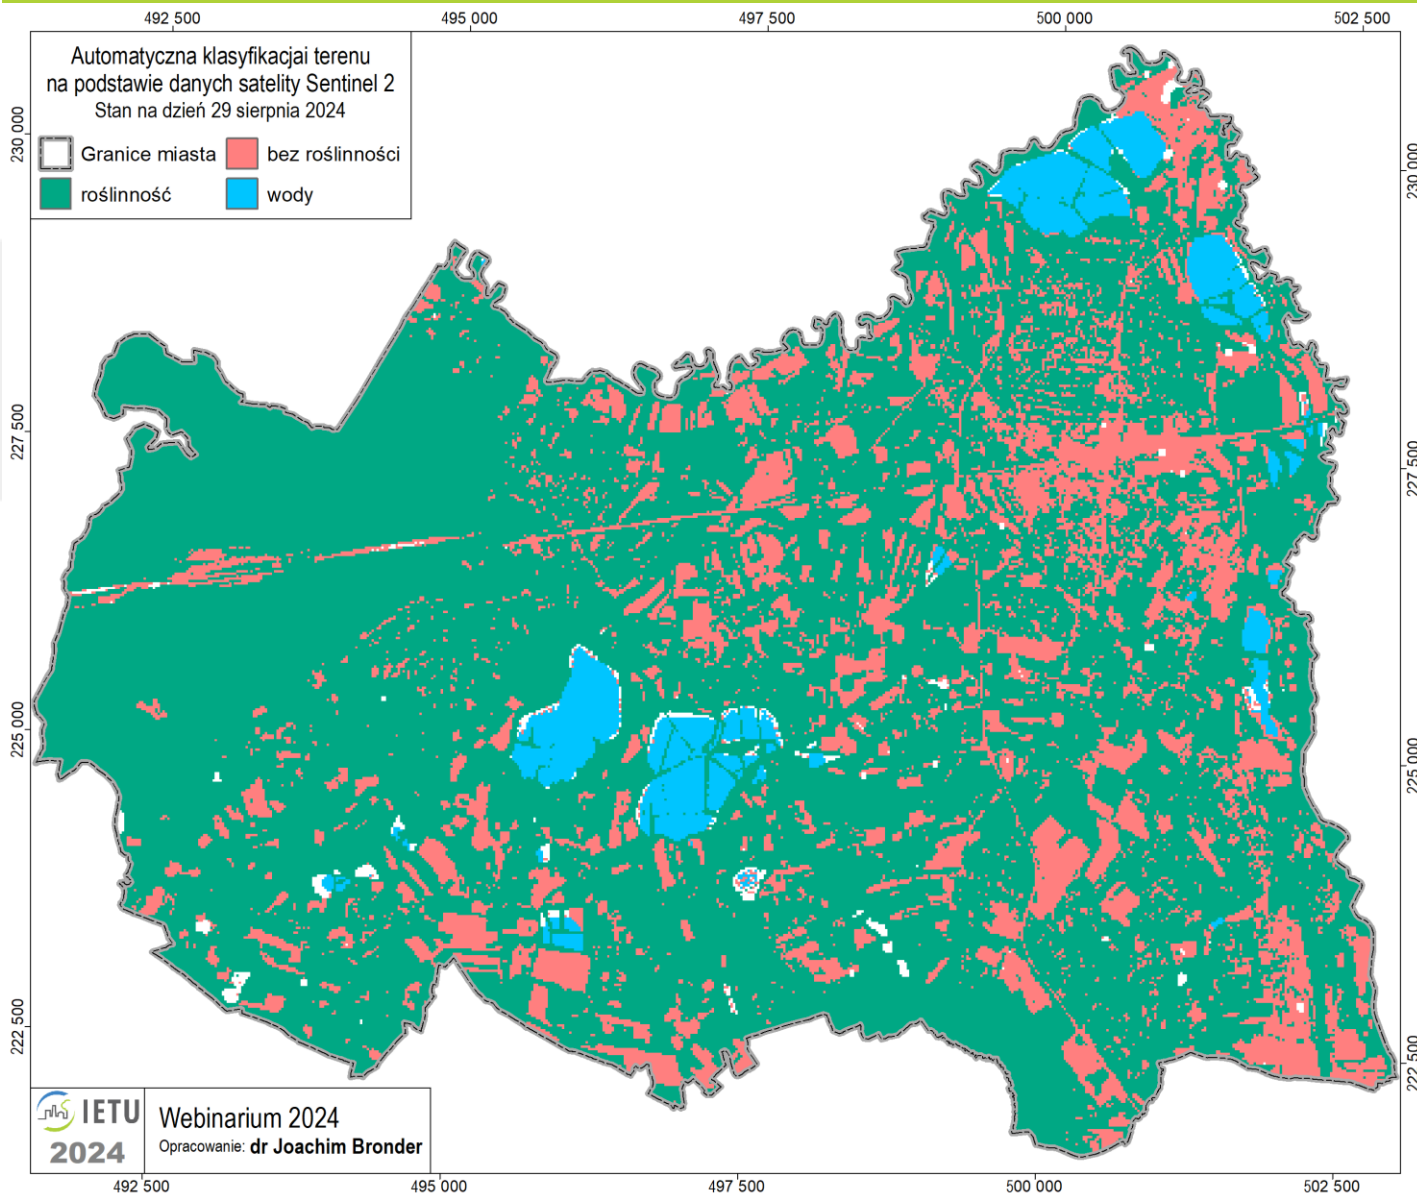 492 500 495 000 497 500 500 000 502 500
Automatyczna klasyfikacjai terenu
na podstawie danych satelity Sentinel 2
Stan na dzień 29 sierpnia 2024
Granice miasta bez roślinności
roślinność wody
230 000 230 000
227 500 227 500
225 000 225 000
222 500 222 500
IETU
2024
Webinarium 2024
Opracowanie: dr Joachim Bronder
492 500 495 000 497 500 500 000 502 500